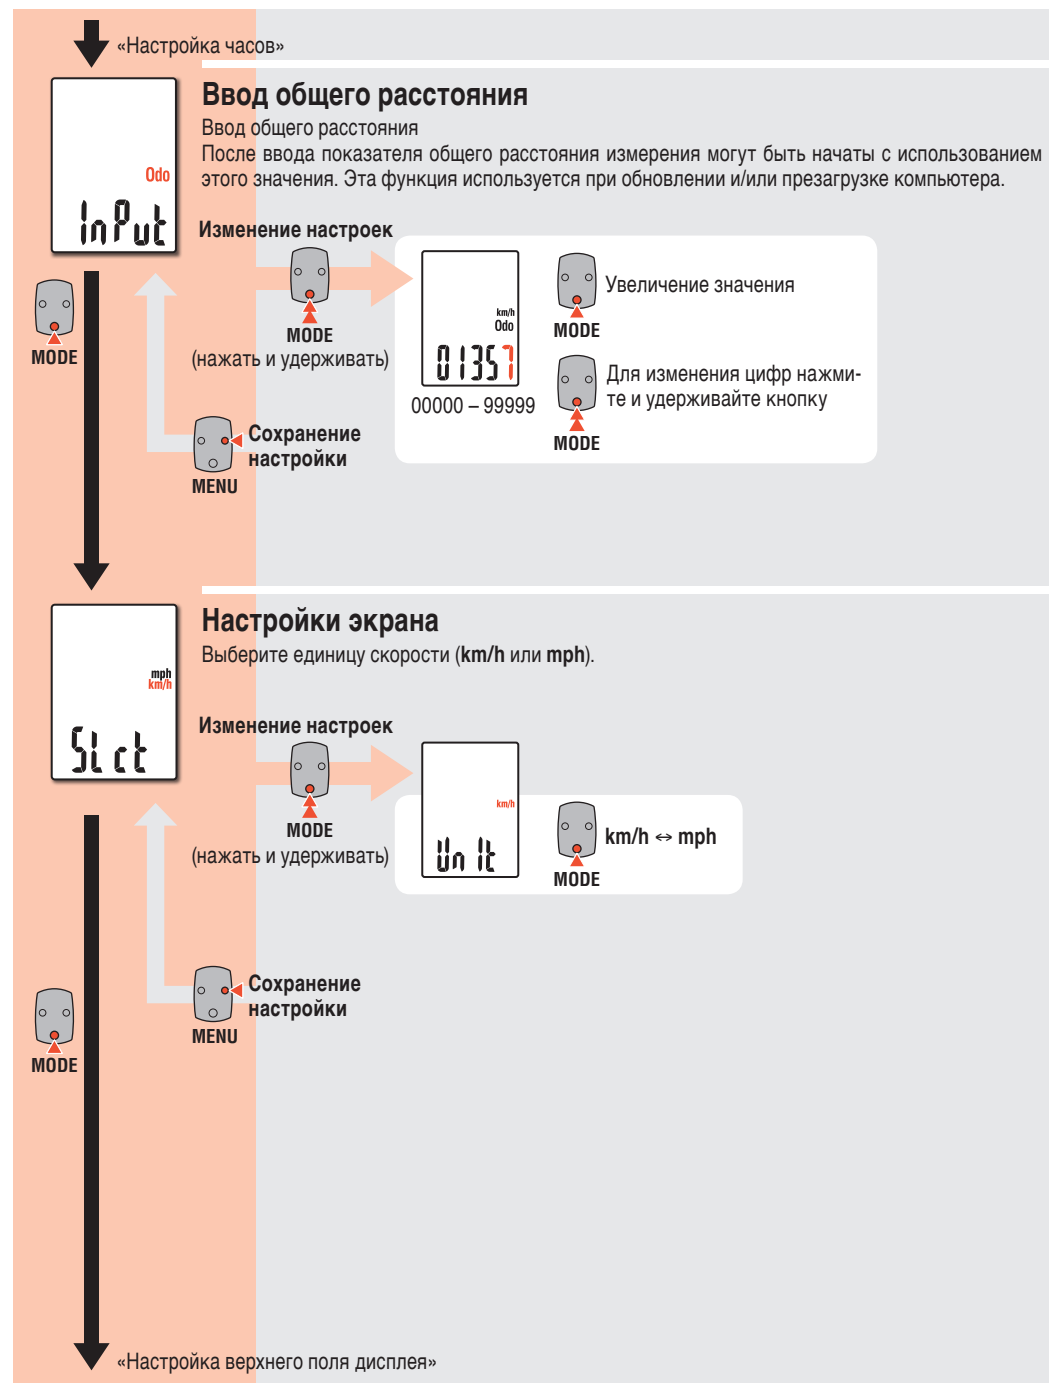 «Настройка часов»
Ввод общего расстояния
Ввод общего расстояния
После ввода показателя общего расстояния измерения могут быть начаты с использованием
этого значения. Эта функция используется при обновлении и/или презагрузке компьютера.
Odo
InPut
Изменение настроек
MODE
MODE
(нажать и удерживать)
km/h
Odo
01357
00000 – 99999
Увеличение значения
MODE
Для изменения цифр нажми-
те и удерживайте кнопку
MODE
Сохранение
настройки
MENU
Настройки экрана
Выберите единицу скорости (km/h или mph).
mph
km/h
Slct
Изменение настроек
MODE
(нажать и удерживать)
km/h
Unit
km/h ⇔ mph
MODE
Сохранение
настройки
MENU
MODE
«Настройка верхнего поля дисплея»